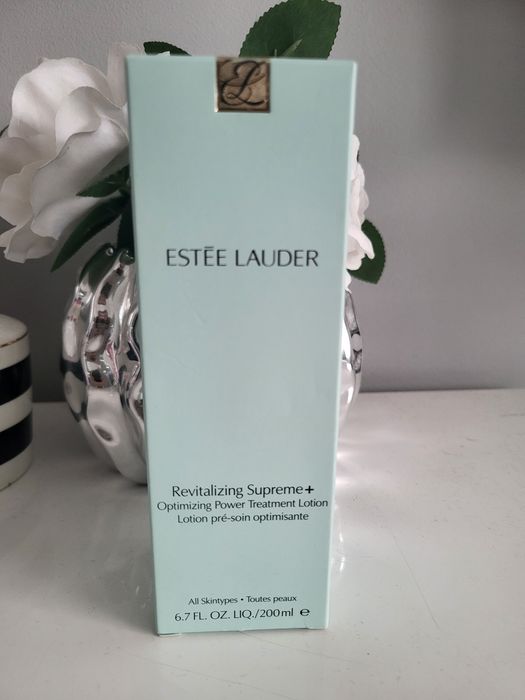 EL
ESTĒE LAUDER
Revitalizing Supreme+
Optimizing Power Treatment Lotion
Lotion pré-soin optimisante
All Skintypes • Toutes peaux
6.7 FL. OZ. LIQ./200ml ℮